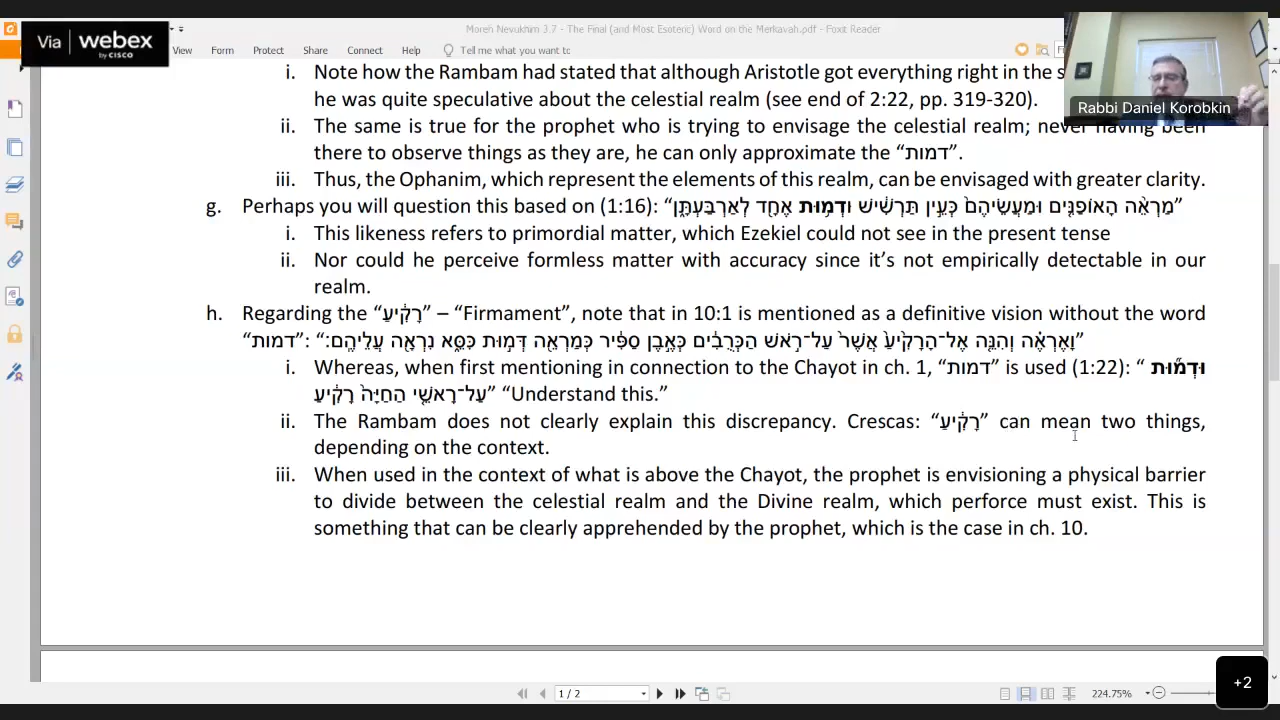 Via webex
by CISCO
Moreh Nevukhim 3.7 - The Final (and Most Esoteric) Word on the Merkavah.pdf - Foxit Reader
View Form Protect Share Connect Help Tell me what you want to
Rabbi Daniel Korobkin
i. Note how the Rambam had stated that although Aristotle got everything right in the s
he was quite speculative about the celestial realm (see end of 2:22, pp. 319-320).
ii. The same is true for the prophet who is trying to envisage the celestial realm; never having been
there to observe things as they are, he can only approximate the “דמות”.
iii. Thus, the Ophanim, which represent the elements of this realm, can be envisaged with greater clarity.
g. Perhaps you will question this based on (1:16): “מַרְאֵ֨ה הָאוֹפַנִּ֤ים וּמַעֲשֵׂיהֶם֙ כְּעֵ֣ין תַּרְשִׁ֔ישׁ וּדְמ֥וּת אֶחָ֖ד לְאַרְבַּעְתָּ֑ן”
i. This likeness refers to primordial matter, which Ezekiel could not see in the present tense
ii. Nor could he perceive formless matter with accuracy since it’s not empirically detectable in our
realm.
h. Regarding the “רָקִ֔יעַ” – “Firmament”, note that in 10:1 is mentioned as a definitive vision without the word
“דמות”: “וָאֶרְאֶ֗ה וְהִנֵּ֤ה אֶל־הָרָקִ֙יעַ֙ אֲשֶׁר֙ עַל־רֹ֣אשׁ הַכְּרֻבִ֔ים כְּאֶ֣בֶן סַפִּ֔יר כְּמַרְאֵ֖ה דְּמ֣וּת כִּסֵּ֑א נִרְאָ֖ה עֲלֵיהֶֽם׃”
i. Whereas, when first mentioning in connection to the Chayot in ch. 1, “דמות” is used (1:22): “וּדְמ֞וּת
עַל־רָאשֵׁ֤י הַחַיָּה֙ רָקִ֔יעַ” “Understand this.”
ii. The Rambam does not clearly explain this discrepancy. Crescas: “רָקִ֔יעַ” can mean two things,
depending on the context.
iii. When used in the context of what is above the Chayot, the prophet is envisioning a physical barrier
to divide between the celestial realm and the Divine realm, which perforce must exist. This is
something that can be clearly apprehended by the prophet, which is the case in ch. 10.
1 / 2
224.75%
+2